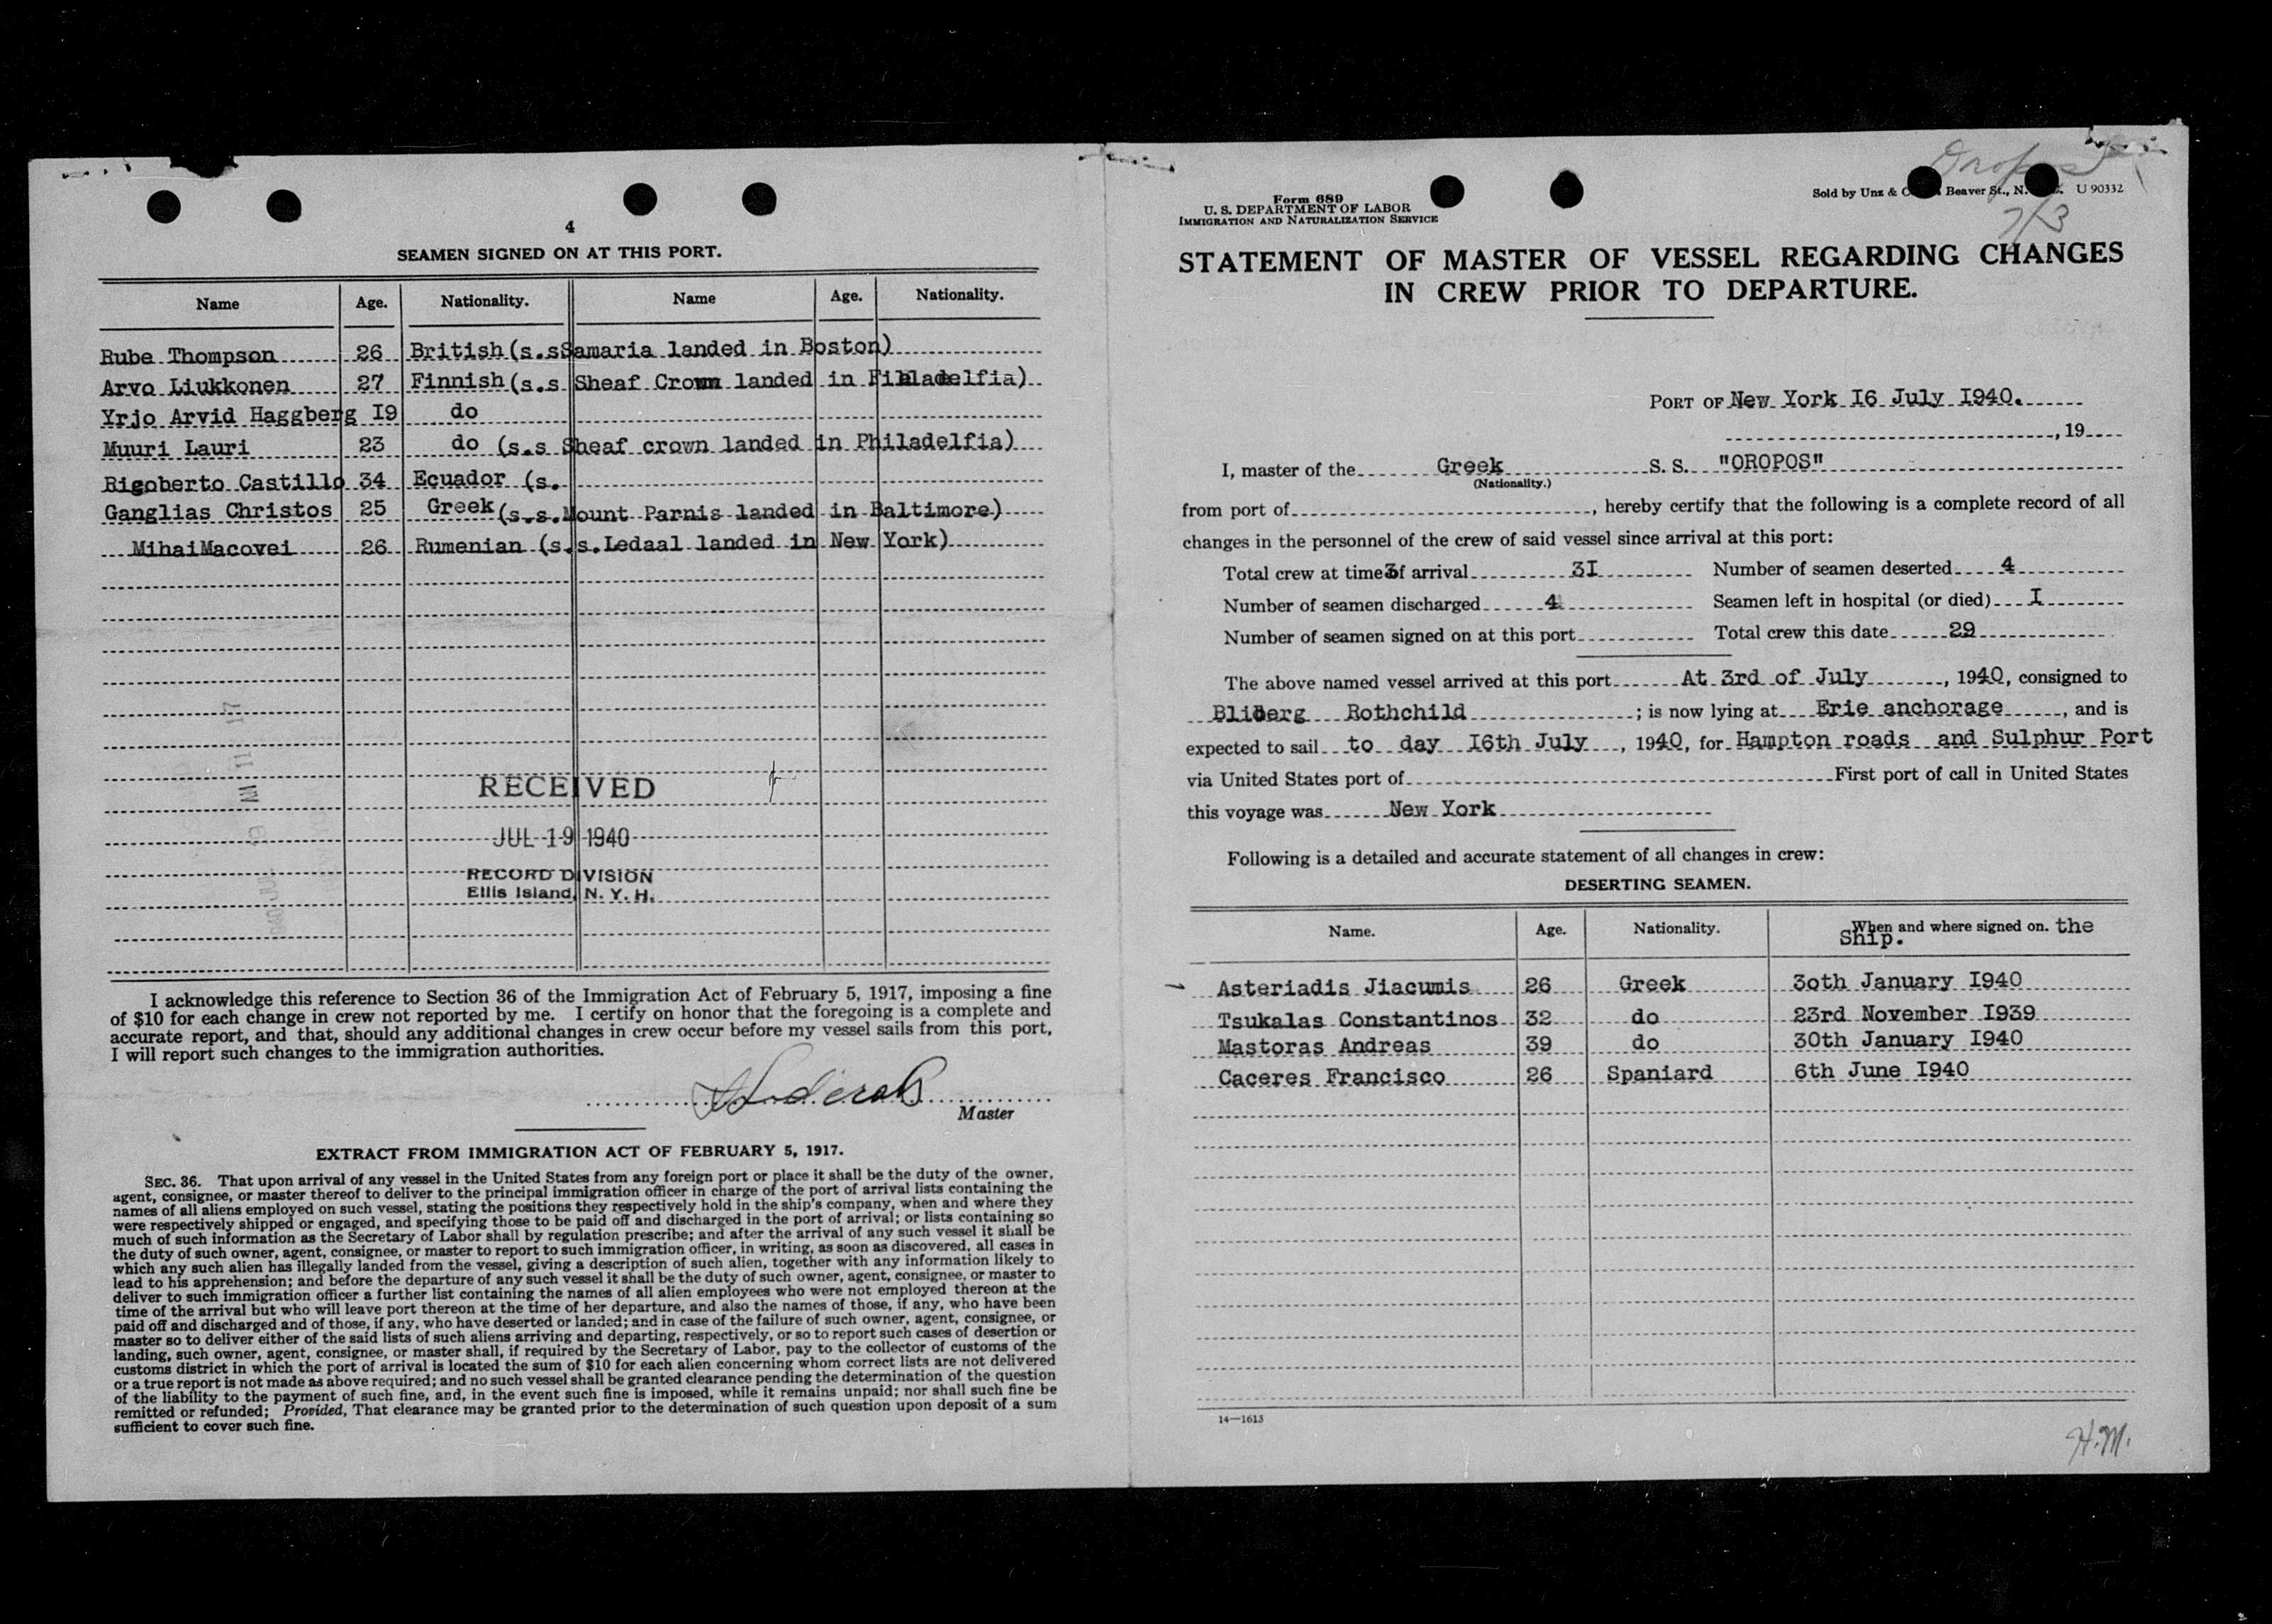 4
SEAMEN SIGNED ON AT THIS PORT.
Name Age. Nationality. Name Age. Nationality.
Rube Thompson 26 British (s.s Samaria landed in Boston)
Arvo Liukkonen 27 Finnish (s.s Sheaf Crown landed in Filadelfia)
Yrjo Arvid Haggberg I9 do
Muuri Lauri 23 do (s.s Sheaf crown landed in Philadelfia)
Rigoberto Castillo 34 Ecuador (s.
Ganglias Christos 25 Greek (s.s. Mount Parnis landed in Baltimore)
MihaiMacovei 26 Rumenian (s.s. Ledaal landed in New York)
RECEIVED
JUL 19 1940
RECORD DIVISION
Ellis Island, N. Y. H.
I acknowledge this reference to Section 36 of the Immigration Act of February 5, 1917, imposing a fine
of $10 for each change in crew not reported by me. I certify on honor that the foregoing is a complete and
accurate report, and that, should any additional changes in crew occur before my vessel sails from this port,
I will report such changes to the immigration authorities.
Master
EXTRACT FROM IMMIGRATION ACT OF FEBRUARY 5, 1917.
SEC. 36. That upon arrival of any vessel in the United States from any foreign port or place it shall be the duty of the owner,
agent, consignee, or master thereof to deliver to the principal immigration officer in charge of the port of arrival lists containing the
names of all aliens employed on such vessel, stating the positions they respectively hold in the ship's company, when and where they
were respectively shipped or engaged, and specifying those to be paid off and discharged in the port of arrival; or lists containing so
much of such information as the Secretary of Labor shall by regulation prescribe; and after the arrival of any such vessel it shall be
the duty of such owner, agent, consignee, or master to report to such immigration officer, in writing, as soon as discovered, all cases in
which any such alien has illegally landed from the vessel, giving a description of such alien, together with any information likely to
lead to his apprehension; and before the departure of any such vessel it shall be the duty of such owner, agent, consignee, or master to
deliver to such immigration officer a further list containing the names of all alien employees who were not employed thereon at the
time of the arrival but who will leave port thereon at the time of her departure, and also the names of those, if any, who have been
paid off and discharged and of those, if any, who have deserted or landed; and in case of the failure of such owner, agent, consignee, or
master so to deliver either of the said lists of such aliens arriving and departing, respectively, or so to report such cases of desertion or
landing, such owner, agent, consignee, or master shall, if required by the Secretary of Labor, pay to the collector of customs of the
customs district in which the port of arrival is located the sum of $10 for each alien concerning whom correct lists are not delivered
or a true report is not made as above required; and no such vessel shall be granted clearance pending the determination of the question
of the liability to the payment of such fine, and, in the event such fine is imposed, while it remains unpaid; nor shall such fine be
remitted or refunded; Provided, That clearance may be granted prior to the determination of such question upon deposit of a sum
sufficient to cover such fine.
Oropos
7/3
Form 689
U. S. DEPARTMENT OF LABOR
IMMIGRATION AND NATURALIZATION SERVICE
Sold by Unz & Beaver St., N. U 90332
STATEMENT OF MASTER OF VESSEL REGARDING CHANGES
IN CREW PRIOR TO DEPARTURE.
PORT OF New York I6 July I940.
, 19
I, master of the Greek S. S. "OROPOS"
(Nationality.)
from port of , hereby certify that the following is a complete record of all
changes in the personnel of the crew of said vessel since arrival at this port:
Total crew at time of arrival 3I Number of seamen deserted 4
Number of seamen discharged 4 Seamen left in hospital (or died) I
Number of seamen signed on at this port Total crew this date 29
The above named vessel arrived at this port At 3rd of July , 1940, consigned to
Bliberg Rothchild ; is now lying at Erie anchorage , and is
expected to sail to day I6th July , 1940, for Hampton roads and Sulphur Port
via United States port of First port of call in United States
this voyage was New York
Following is a detailed and accurate statement of all changes in crew:
DESERTING SEAMEN.
Name. Age. Nationality. When and where signed on. the
Ship.
Asteriadis Jiacumis 26 Greek 3oth January I940
Tsukalas Constantinos 32 do 23rd November I939
Mastoras Andreas 39 do 30th January I940
Caceres Francisco 26 Spaniard 6th June I940
14—1613
H.M.